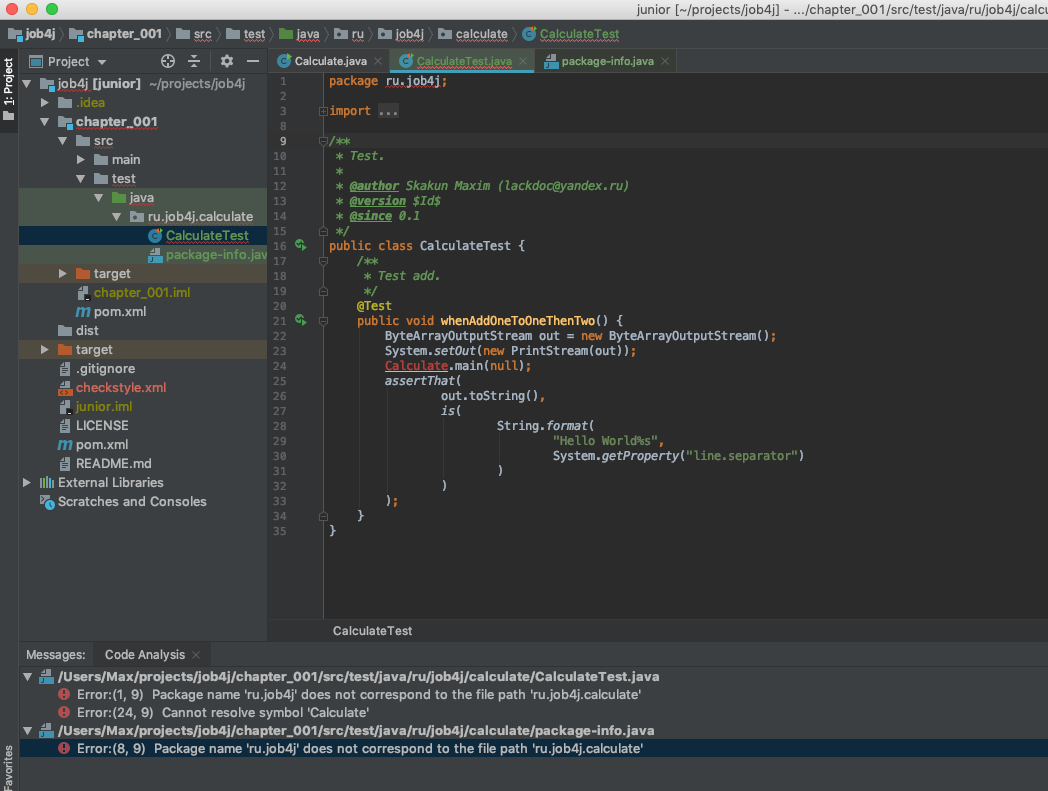 junior [~/projects/job4j] - .../chapter_001/src/test/java/ru/job4j/calcu
job4j chapter_001 src test java ru job4j calculate CalculateTest
Project
Calculate.java CalculateTest.java package-info.java
1: Project
job4j [junior] ~/projects/job4j
.idea
chapter_001
src
main
test
java
ru.job4j.calculate
CalculateTest
package-info.jav
target
chapter_001.iml
pom.xml
dist
target
.gitignore
checkstyle.xml
junior.iml
LICENSE
pom.xml
README.md
External Libraries
Scratches and Consoles
1 package ru.job4j;
2
3 import ...
8
9 /**
10 * Test.
11 *
12 * @author Skakun Maxim (lackdoc@yandex.ru)
13 * @version $Id$
14 * @since 0.1
15 */
16 public class CalculateTest {
17 /**
18 * Test add.
19 */
20 @Test
21 public void whenAddOneToOneThenTwo() {
22 ByteArrayOutputStream out = new ByteArrayOutputStream();
23 System.setOut(new PrintStream(out));
24 Calculate.main(null);
25 assertThat(
26 out.toString(),
27 is(
28 String.format(
29 "Hello World%s",
30 System.getProperty("line.separator")
31 )
32 )
33 );
34 }
35 }
CalculateTest
Messages: Code Analysis
/Users/Max/projects/job4j/chapter_001/src/test/java/ru/job4j/calculate/CalculateTest.java
Error:(1, 9) Package name 'ru.job4j' does not correspond to the file path 'ru.job4j.calculate'
Error:(24, 9) Cannot resolve symbol 'Calculate'
/Users/Max/projects/job4j/chapter_001/src/test/java/ru/job4j/calculate/package-info.java
Error:(8, 9) Package name 'ru.job4j' does not correspond to the file path 'ru.job4j.calculate'
Favorites